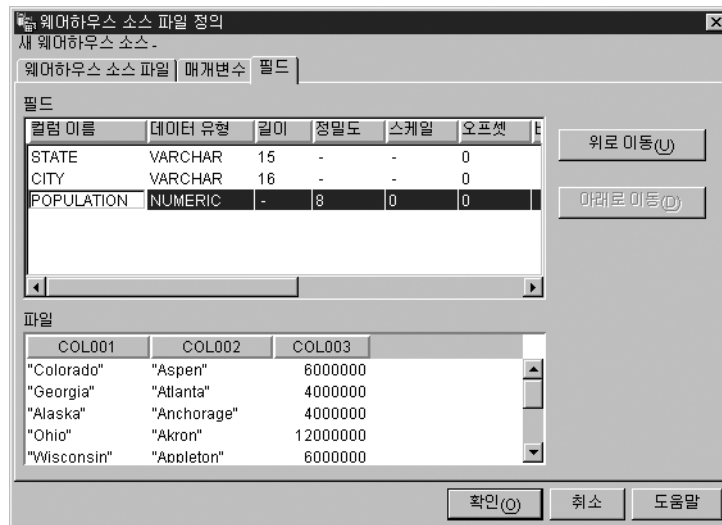 웨어하우스 소스 파일 정의
새 웨어하우스 소스 -
웨어하우스 소스 파일 매개변수 필드
필드
컬럼 이름 데이터 유형 길이 정밀도 스케일 오프셋
STATE VARCHAR 15 - - 0
CITY VARCHAR 16 - - 0
POPULATION NUMERIC - 8 0 0
위로 이동(U)
아래로 이동(D)
파일
COL001 COL002 COL003
"Colorado" "Aspen" 6000000
"Georgia" "Atlanta" 4000000
"Alaska" "Anchorage" 4000000
"Ohio" "Akron" 12000000
"Wisconsin" "Appleton" 6000000
확인(O) 취소 도움말